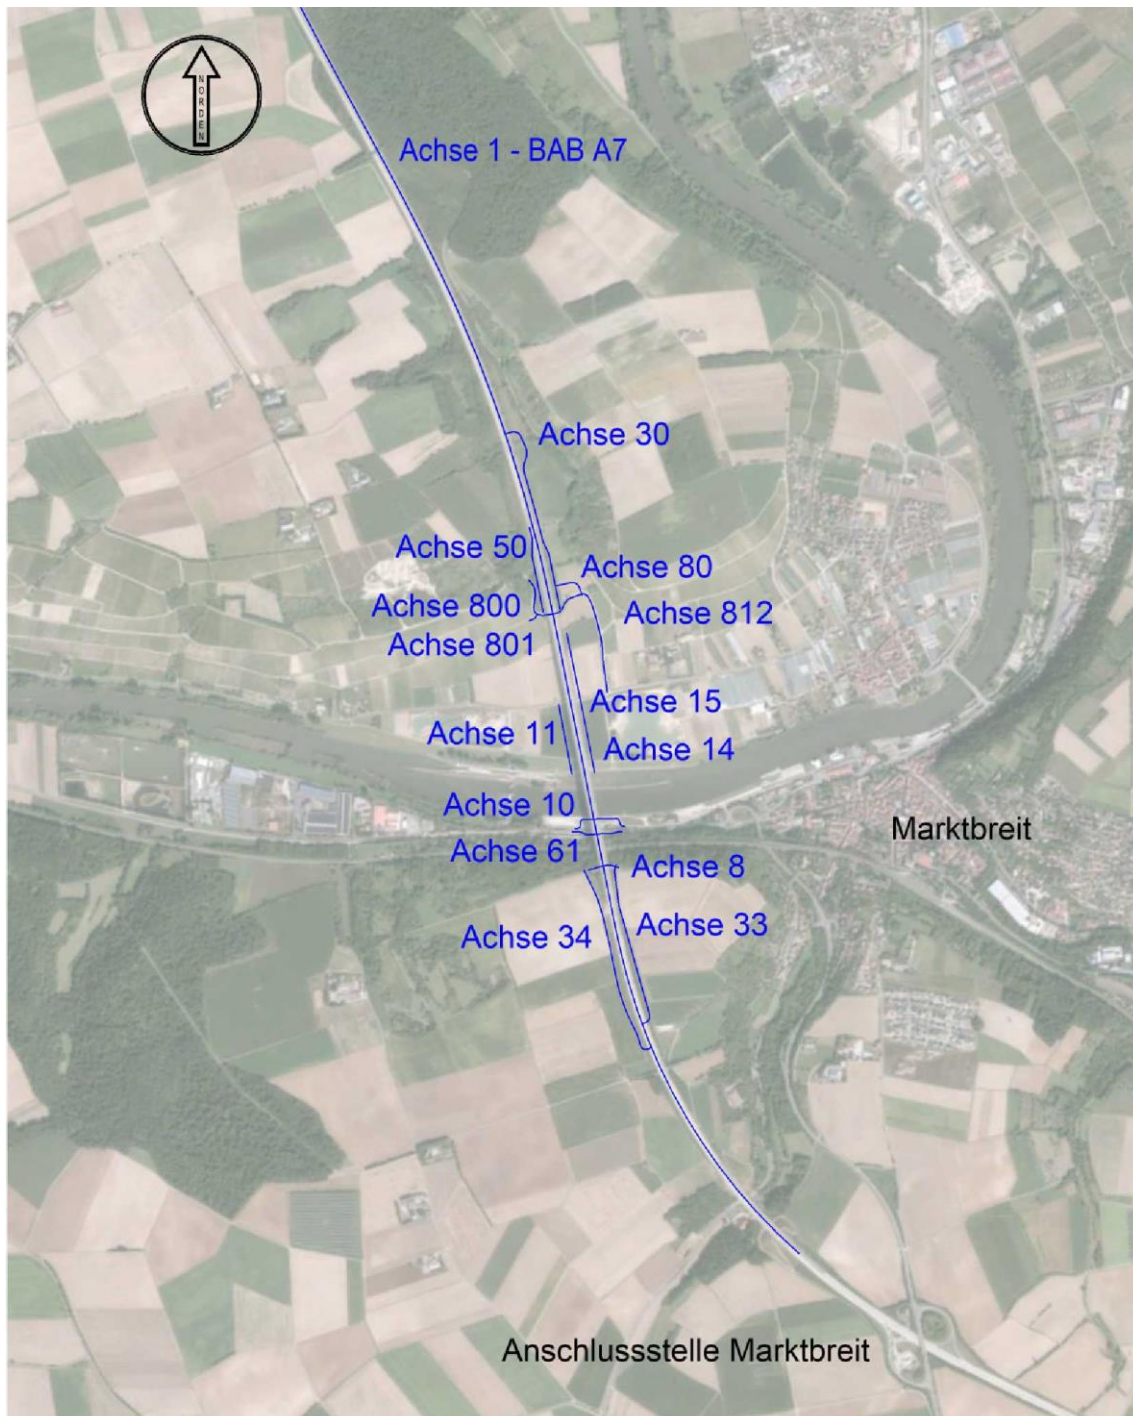 NORDEN
Achse 1 - BAB A7
Achse 30
Achse 50
Achse 80
Achse 800
Achse 812
Achse 801
Achse 15
Achse 11
Achse 14
Achse 10
Marktbreit
Achse 61
Achse 8
Achse 33
Achse 34
Anschlussstelle Marktbreit